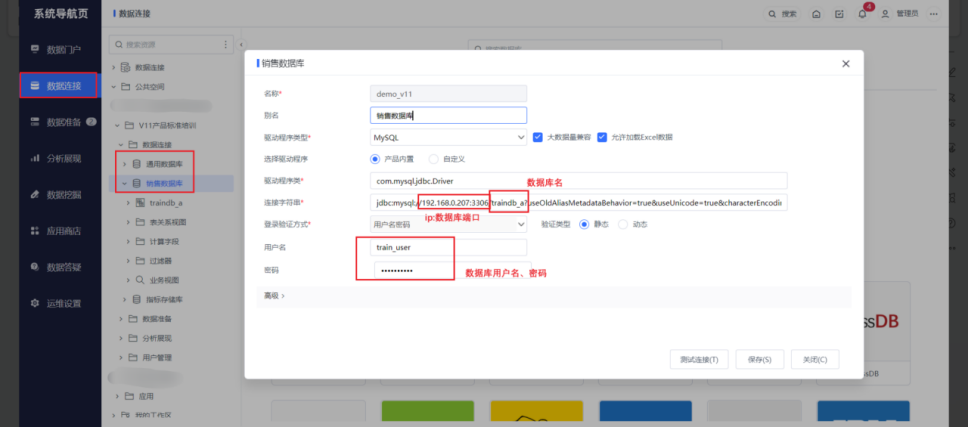 系统导航页
数据连接
搜索
4
管理员
数据门户
数据连接
数据准备 2
分析展现
数据挖掘
应用商店
数据答疑
运维设置
搜索资源
数据连接
公共空间
V11产品标准培训
数据连接
通用数据库
销售数据库
traindb_a
表关系视图
计算字段
过滤器
业务视图
指标存储库
数据准备
分析展现
用户管理
应用
我的工作区
销售数据库
名称* demo_v11
别名 销售数据库
驱动程序类型* MySQL 大数据量兼容 允许加载Excel数据
选择驱动程序 产品内置 自定义
驱动程序类* com.mysql.jdbc.Driver
数据库名
连接字符串* jdbc:mysql://192.168.0.207:3306/traindb_a?useOldAliasMetadataBehavior=true&useUnicode=true&characterEncodin
ip:数据库端口
登录验证方式* 用户名密码 验证类型 静态 动态
用户名 train_user
密码 ••••••••••
数据库用户名、密码
高级
测试连接(T) 保存(S) 关闭(C)
ssDB
ssDB